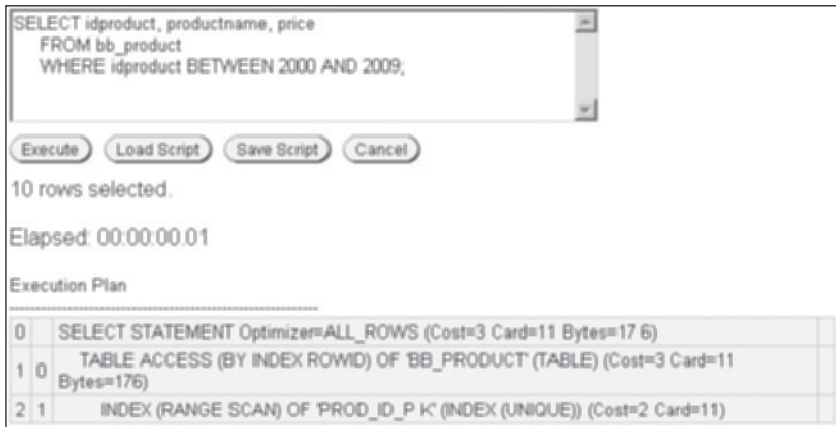 SELECT idproduct, productname, price
FROM bb_product
WHERE idproduct BETWEEN 2000 AND 2009;
Execute Load Script Save Script Cancel
10 rows selected.
Elapsed: 00:00:00.01
Execution Plan
0 SELECT STATEMENT Optimizer=ALL_ROWS (Cost=3 Card=11 Bytes=17 6)
1 0 TABLE ACCESS (BY INDEX ROWID) OF 'BB_PRODUCT' (TABLE) (Cost=3 Card=11
Bytes=176)
2 1 INDEX (RANGE SCAN) OF 'PROD_ID_P K' (INDEX (UNIQUE)) (Cost=2 Card=11)